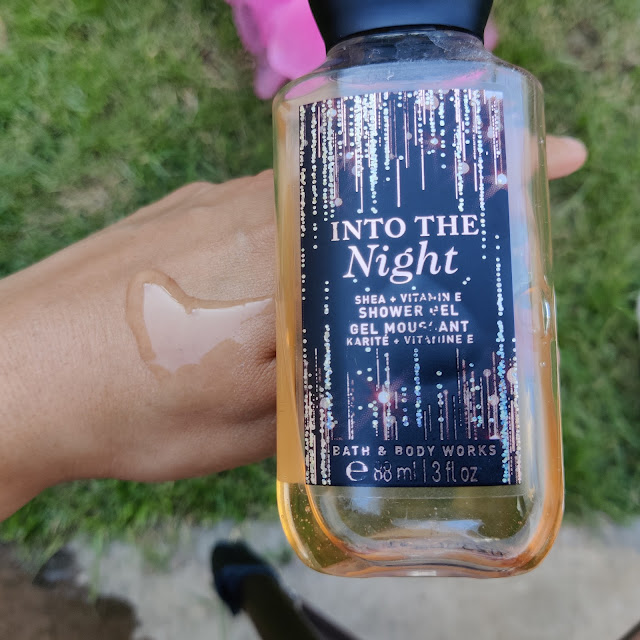 INTO THE
Night
SHEA + VITAMIN E
SHOWER GEL
GEL MOUSSANT
KARITÉ + VITAMINE E
BATH & BODY WORKS
℮ 88 ml | 3 fl oz